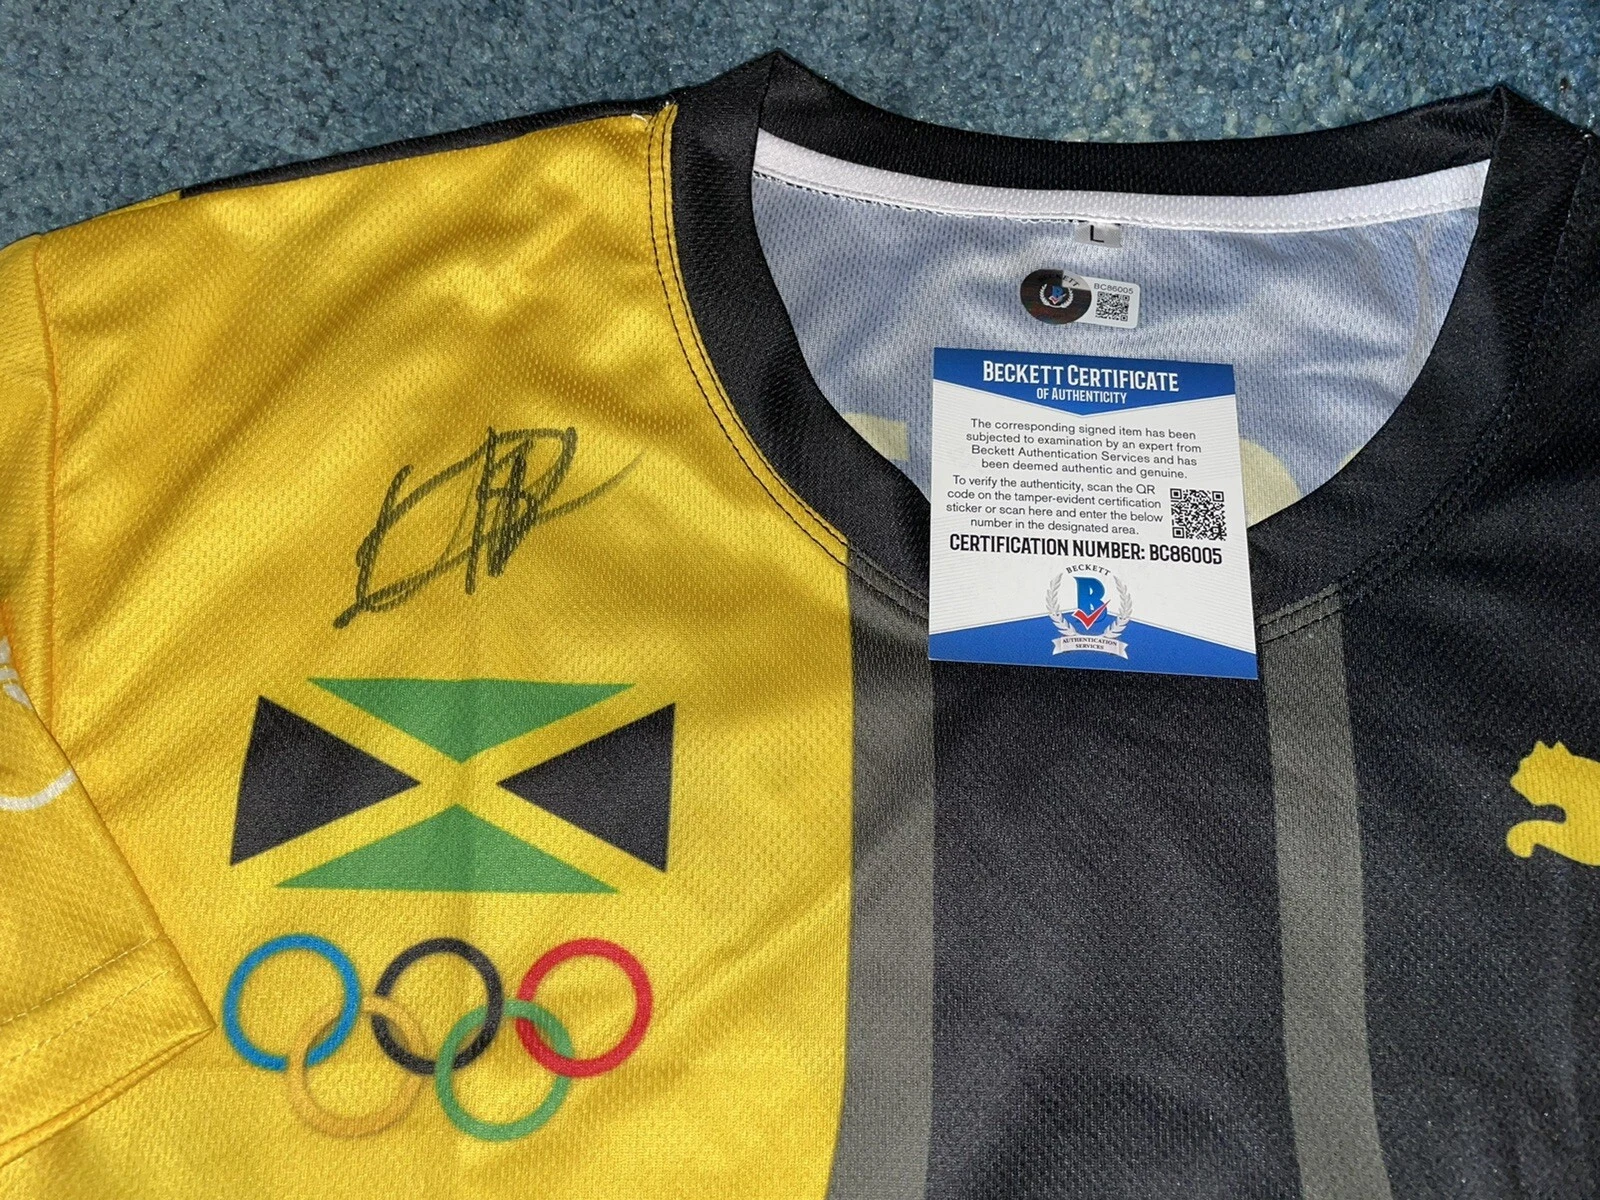 L
BECKETT
BC86005
BECKETT CERTIFICATE
OF AUTHENTICITY
The corresponding signed item has been
subjected to examination by an expert from
Beckett Authentication Services and has
been deemed authentic and genuine.
To verify the authenticity, scan the QR
code on the tamper-evident certification
sticker or scan here and enter the below
number in the designated area.
CERTIFICATION NUMBER: BC86005
BECKETT
B
AUTHENTICATION
SERVICES